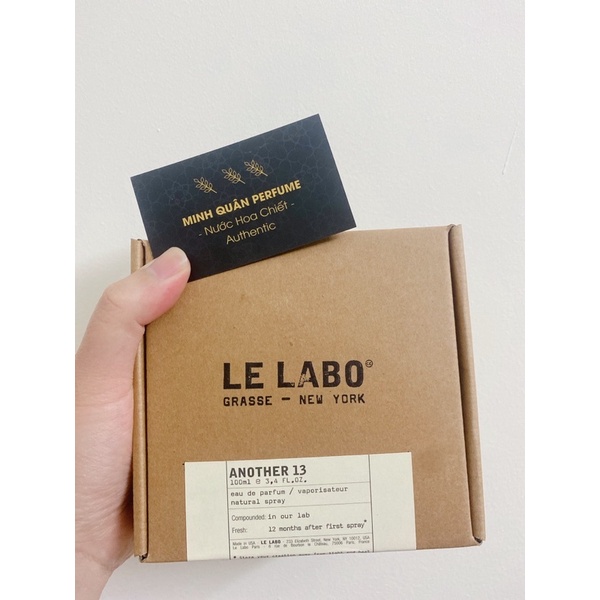 MINH QUÂN PERFUME
- Nước Hoa Chiết -
Authentic
LE LABO
GRASSE — NEW YORK
ANOTHER 13
100ml ℮ 3,4 FL.OZ.
eau de parfum / vaporisateur
natural spray
Compounded: in our lab
Fresh: 12 months after first spray*